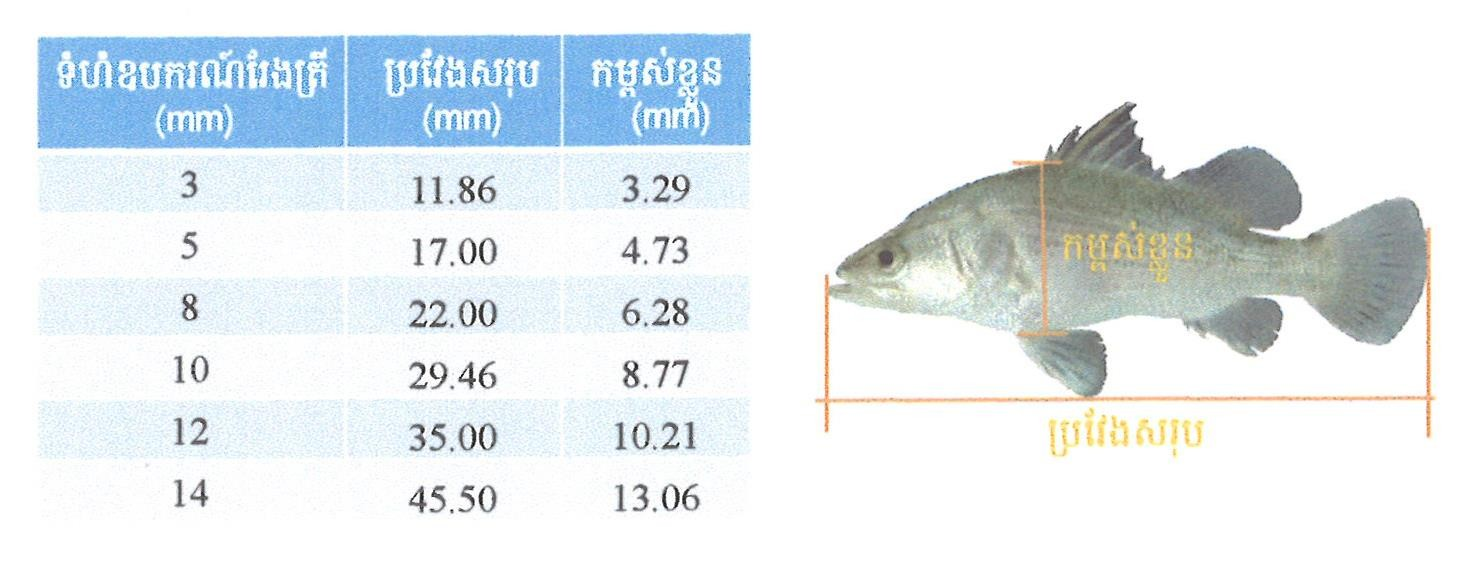 ទំហំឧបករណ៍រែងត្រី ប្រវែងសរុប កម្ពស់ខ្លួន
(mm) (mm) (mm)
3 11.86 3.29
5 17.00 4.73
8 22.00 6.28
10 29.46 8.77
12 35.00 10.21
14 45.50 13.06
កម្ពស់ខ្លួន
ប្រវែងសរុប